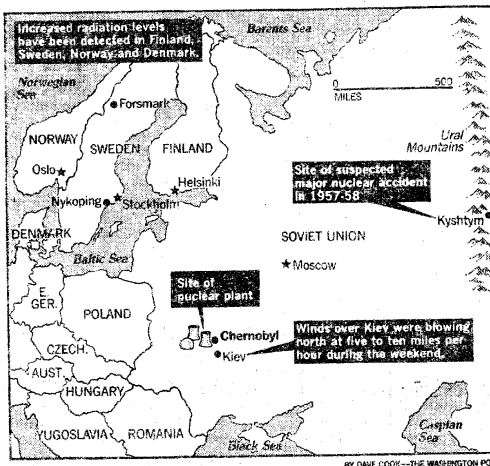 Increased radiation levels
have been detected in Finland,
Sweden, Norway and Denmark.
Barents Sea
Norwegian
Sea
0 500
MILES
Forsmark
Ural
Mountains
NORWAY
SWEDEN
FINLAND
Oslo
Helsinki
Site of suspected
major nuclear accident
in 1957-58
Nykoping
Stockholm
Kyshtym
DENMARK
SOVIET UNION
Baltic Sea
Moscow
E.
GER.
Site of
nuclear plant
POLAND
Chernobyl
Winds over Kiev were blowing
north at five to ten miles per
hour during the weekend.
Kiev
CZECH.
AUST.
HUNGARY
YUGOSLAVIA
ROMANIA
Black Sea
Caspian
Sea
BY DAVE COOK—THE WASHINGTON PO